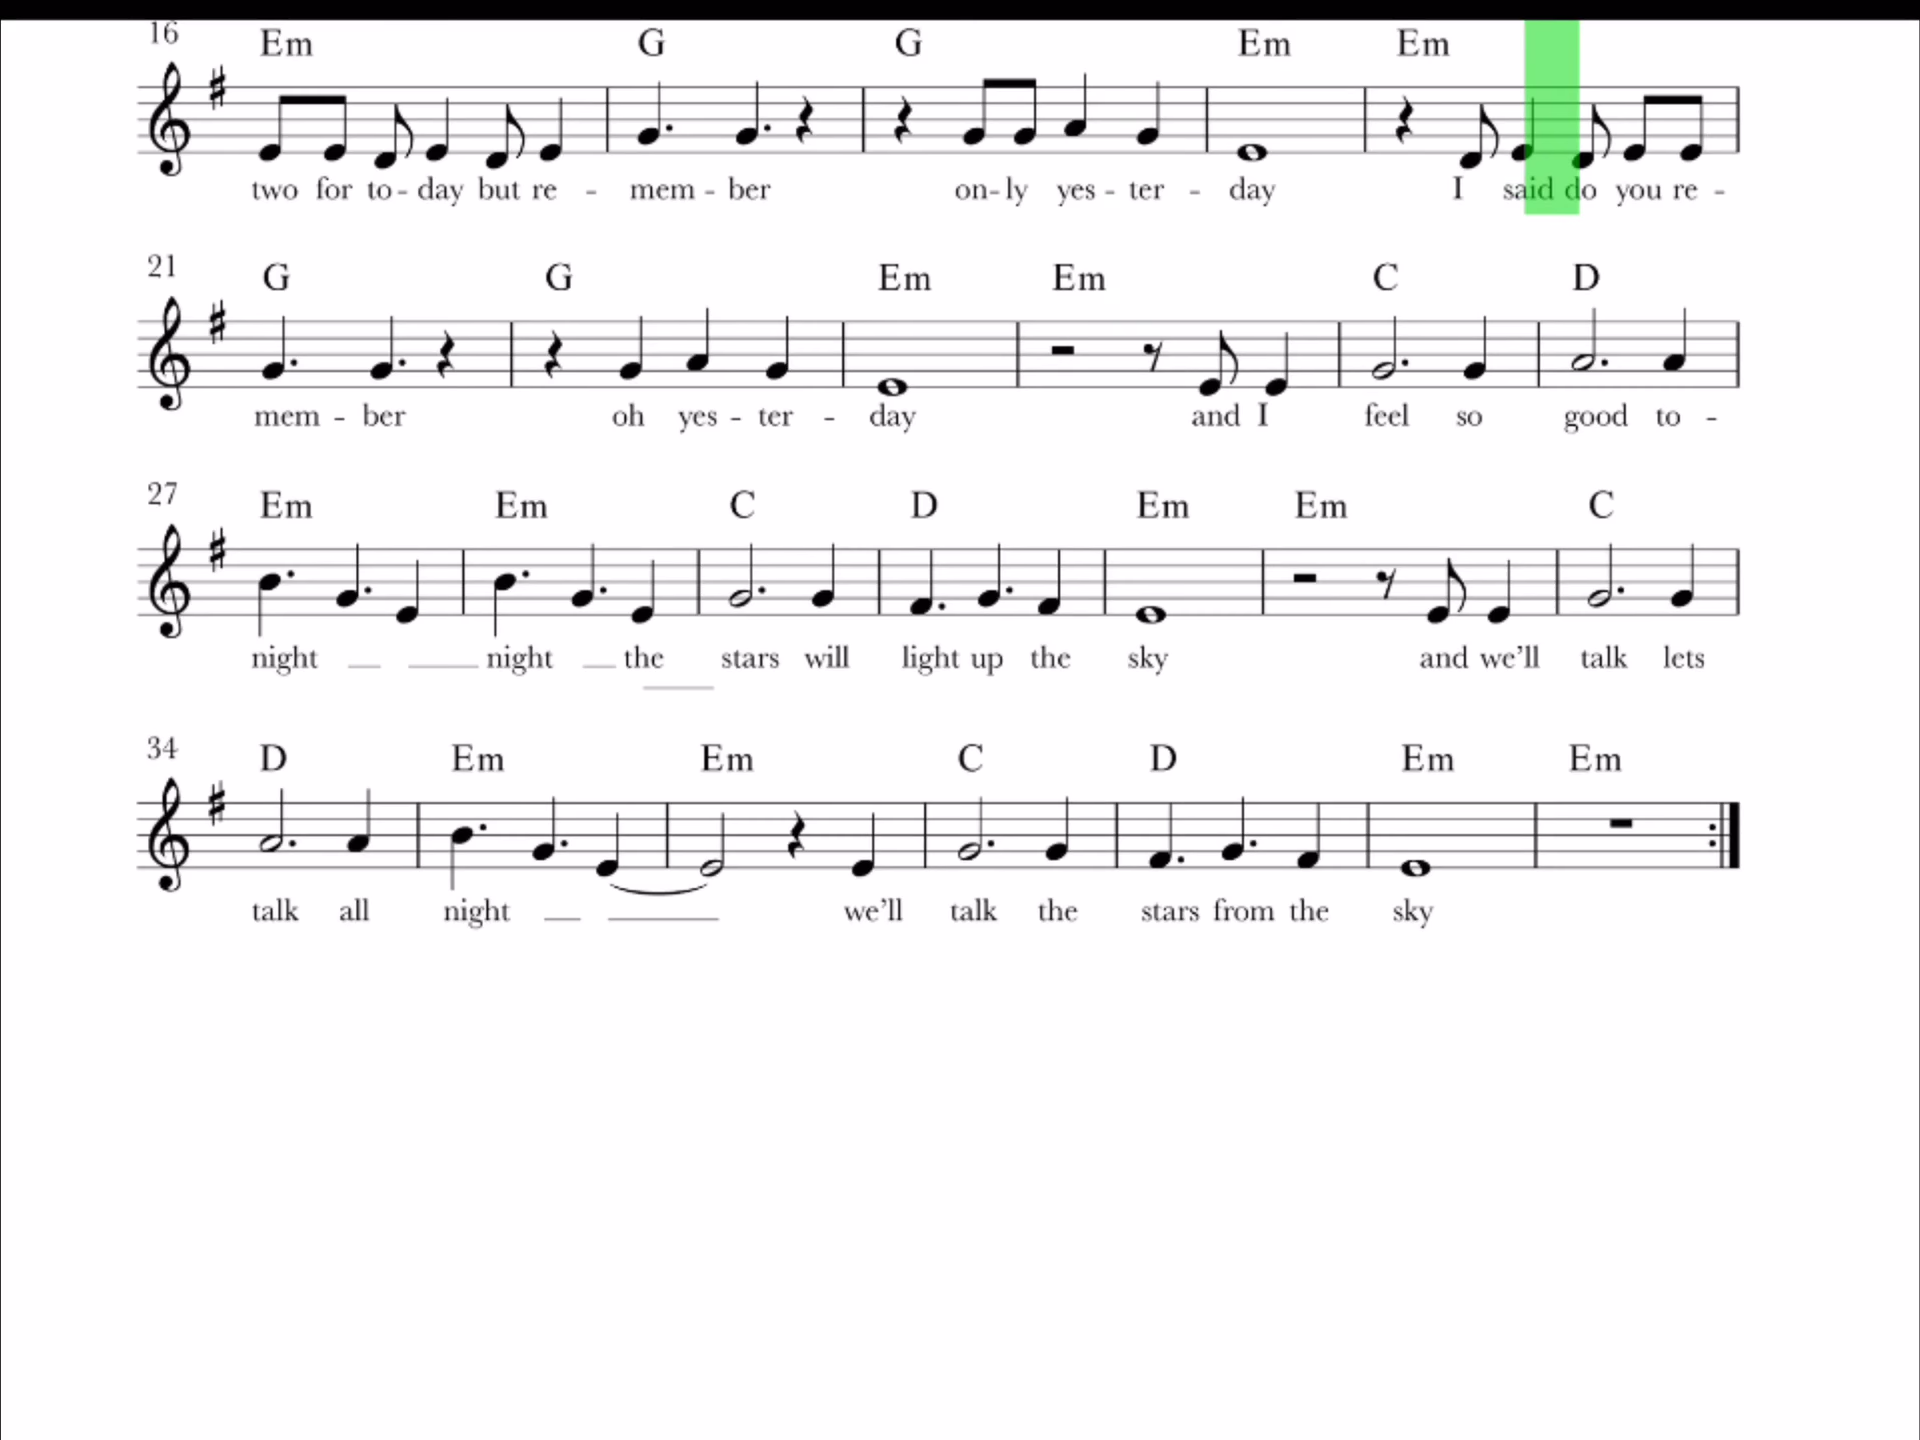 16
Em G G Em Em
two for to - day but re - mem - ber on - ly yes - ter - day I said do you re -
21
G G Em Em C D
mem - ber oh yes - ter - day and I feel so good to -
27
Em Em C D Em Em C
night night the stars will light up the sky and we'll talk lets
34
D Em Em C D Em Em
talk all night we'll talk the stars from the sky